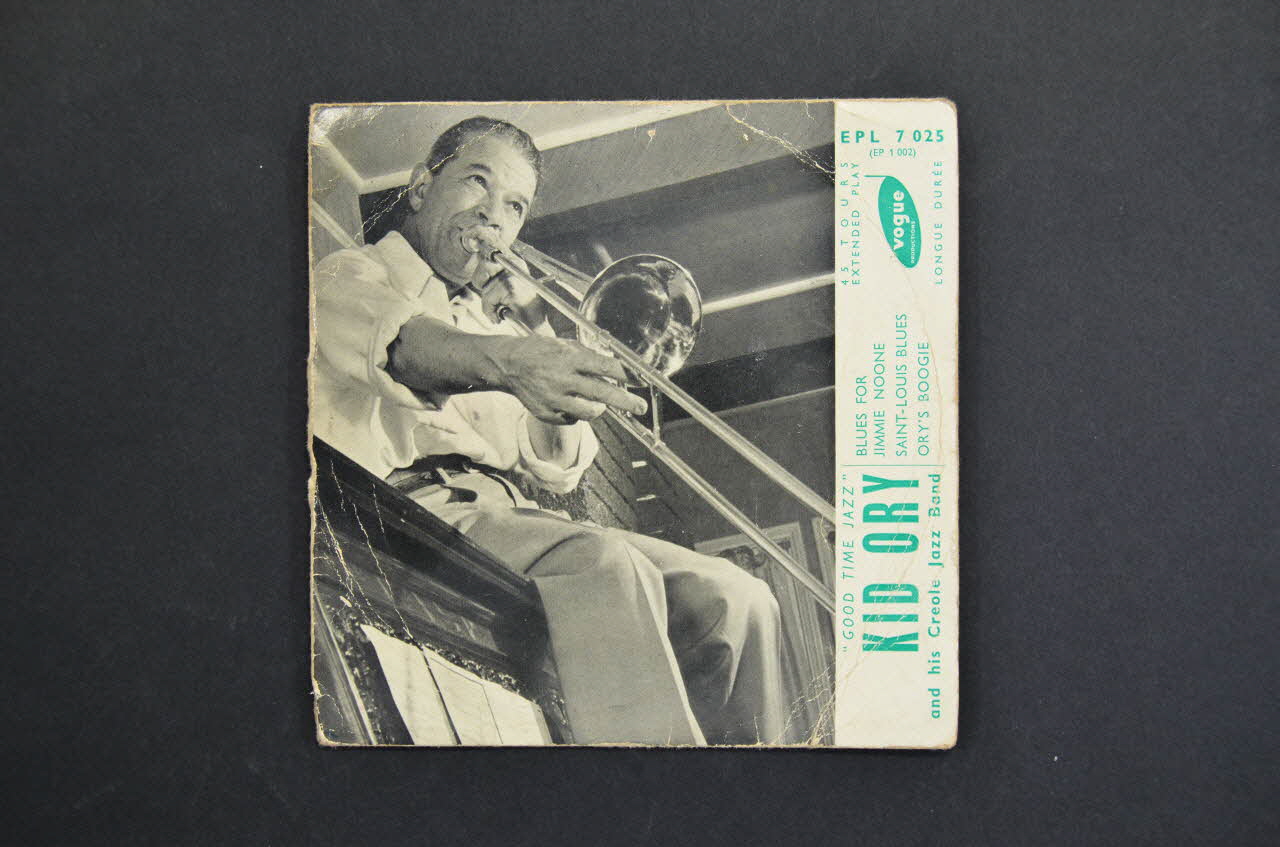 EPL 7 025
(EP 1 002)
45 TOURS
EXTENDED PLAY
vogue
PRODUCTIONS
LONGUE DURÉE
BLUES FOR
JIMMIE NOONE
SAINT-LOUIS BLUES
ORY'S BOOGIE
"GOOD TIME JAZZ"
KID ORY
and his Creole Jazz Band